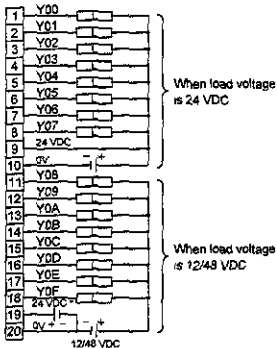 1 Y00
2 Y01
3 Y02
4 Y03
5 Y04
6 Y05
7 Y06
8 Y07
9 24 VDC
10 0V - +
11 Y08
12 Y09
13 Y0A
14 Y0B
15 Y0C
16 Y0D
17 Y0E
18 Y0F
19 24 VDC
20 0V + - - +
12/48 VDC
When load voltage
is 24 VDC
When load voltage
is 12/48 VDC